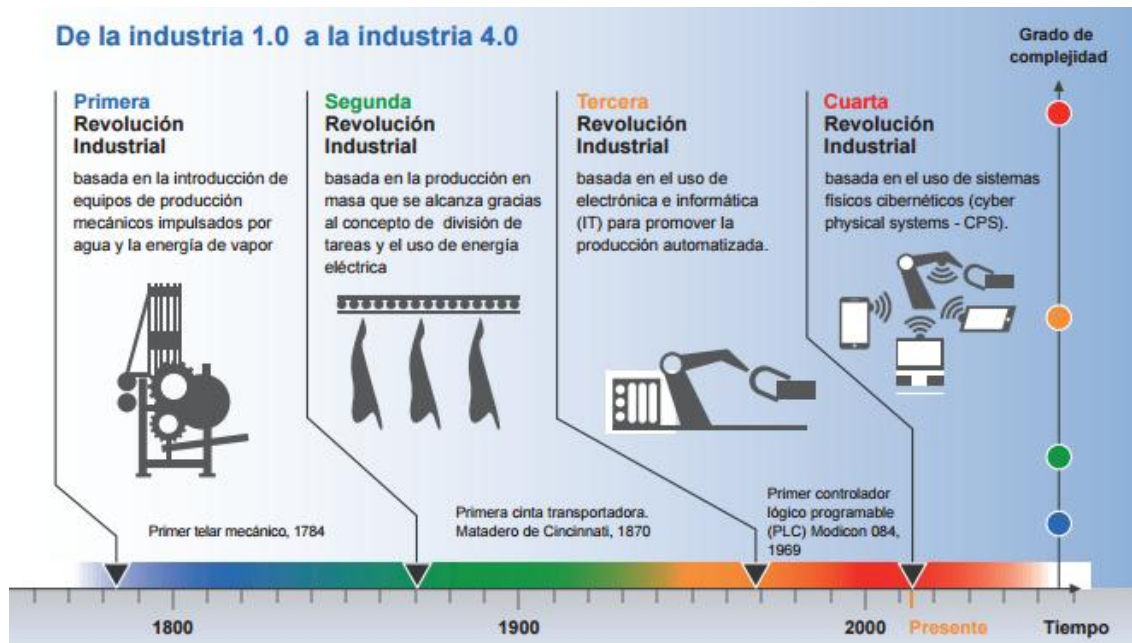 De la industria 1.0 a la industria 4.0
Grado de
complejidad
Primera
Revolución
Industrial
basada en la introducción de
equipos de producción
mecánicos impulsados por
agua y la energía de vapor
Segunda
Revolución
Industrial
basada en la producción en
masa que se alcanza gracias
al concepto de división de
tareas y el uso de energía
eléctrica
Tercera
Revolución
Industrial
basada en el uso de
electrónica e informática
(IT) para promover la
producción automatizada.
Cuarta
Revolución
Industrial
basada en el uso de sistemas
físicos cibernéticos (cyber
physical systems - CPS).
Primer telar mecánico, 1784
Primera cinta transportadora.
Matadero de Cincinnati, 1870
Primer controlador
lógico programable
(PLC) Modicon 084,
1969
1800
1900
2000
Presente
Tiempo